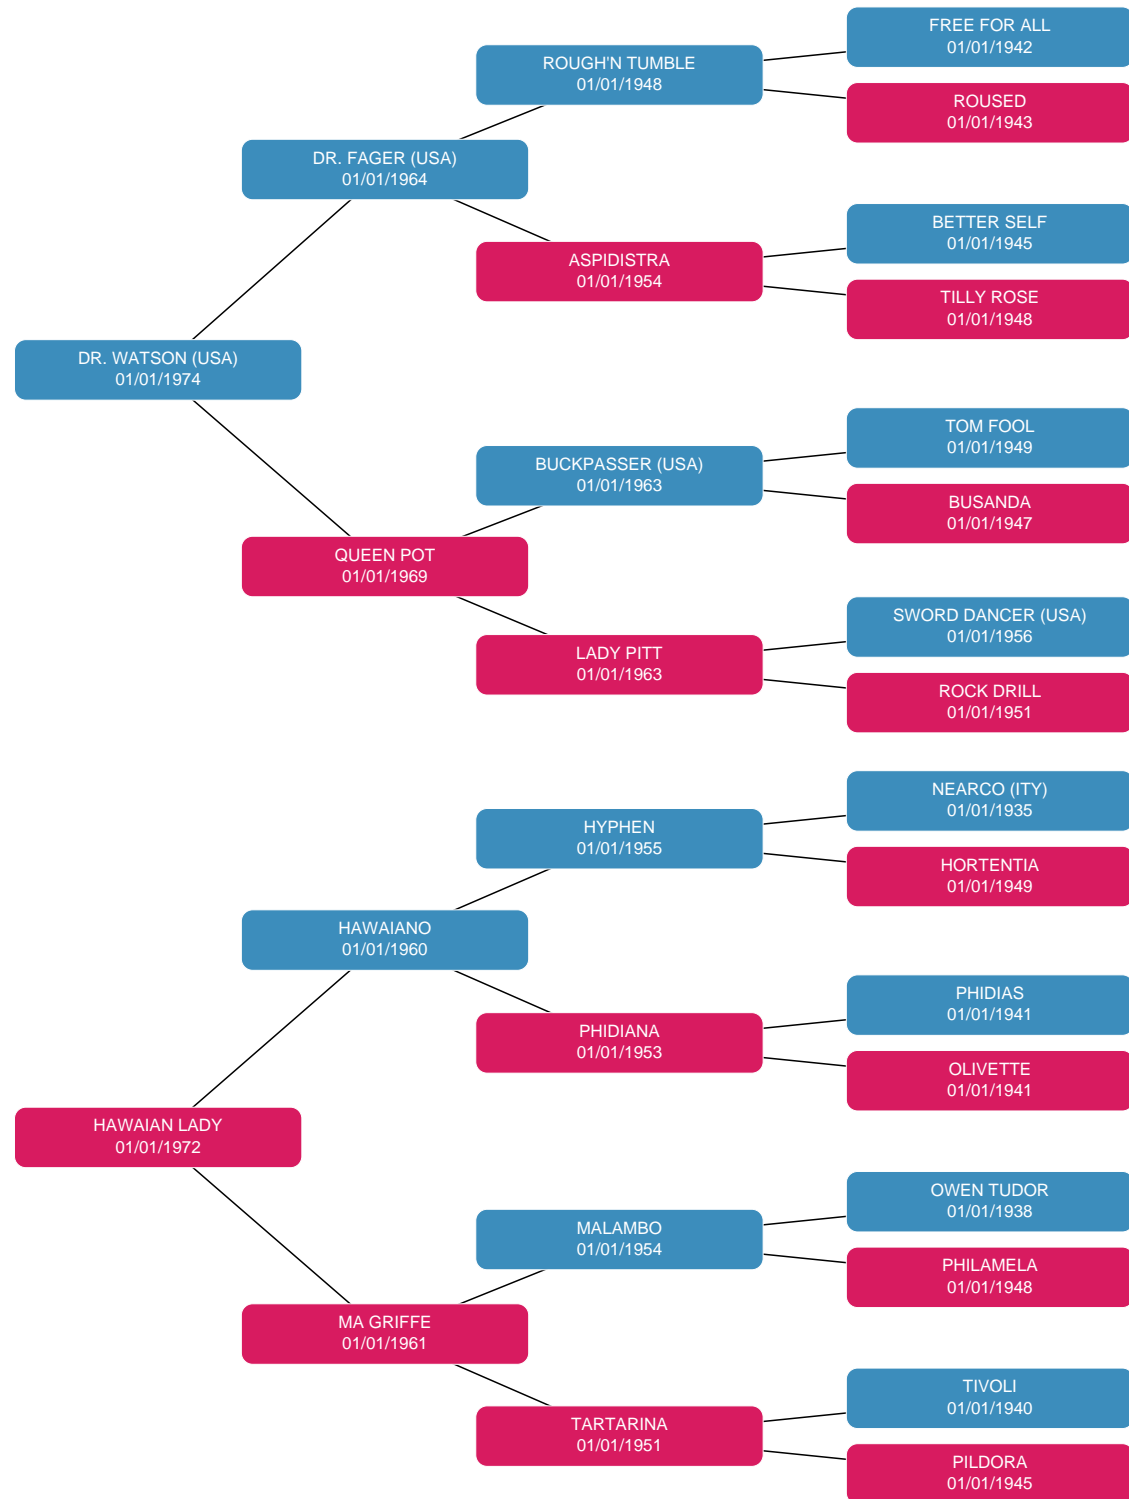 FREE FOR ALL
01/01/1942
ROUGH'N TUMBLE
01/01/1948
ROUSED
01/01/1943
DR. FAGER (USA)
01/01/1964
BETTER SELF
01/01/1945
ASPIDISTRA
01/01/1954
TILLY ROSE
01/01/1948
DR. WATSON (USA)
01/01/1974
TOM FOOL
01/01/1949
BUCKPASSER (USA)
01/01/1963
BUSANDA
01/01/1947
QUEEN POT
01/01/1969
SWORD DANCER (USA)
01/01/1956
LADY PITT
01/01/1963
ROCK DRILL
01/01/1951
NEARCO (ITY)
01/01/1935
HYPHEN
01/01/1955
HORTENTIA
01/01/1949
HAWAIANO
01/01/1960
PHIDIAS
01/01/1941
PHIDIANA
01/01/1953
OLIVETTE
01/01/1941
HAWAIAN LADY
01/01/1972
OWEN TUDOR
01/01/1938
MALAMBO
01/01/1954
PHILAMELA
01/01/1948
MA GRIFFE
01/01/1961
TIVOLI
01/01/1940
TARTARINA
01/01/1951
PILDORA
01/01/1945